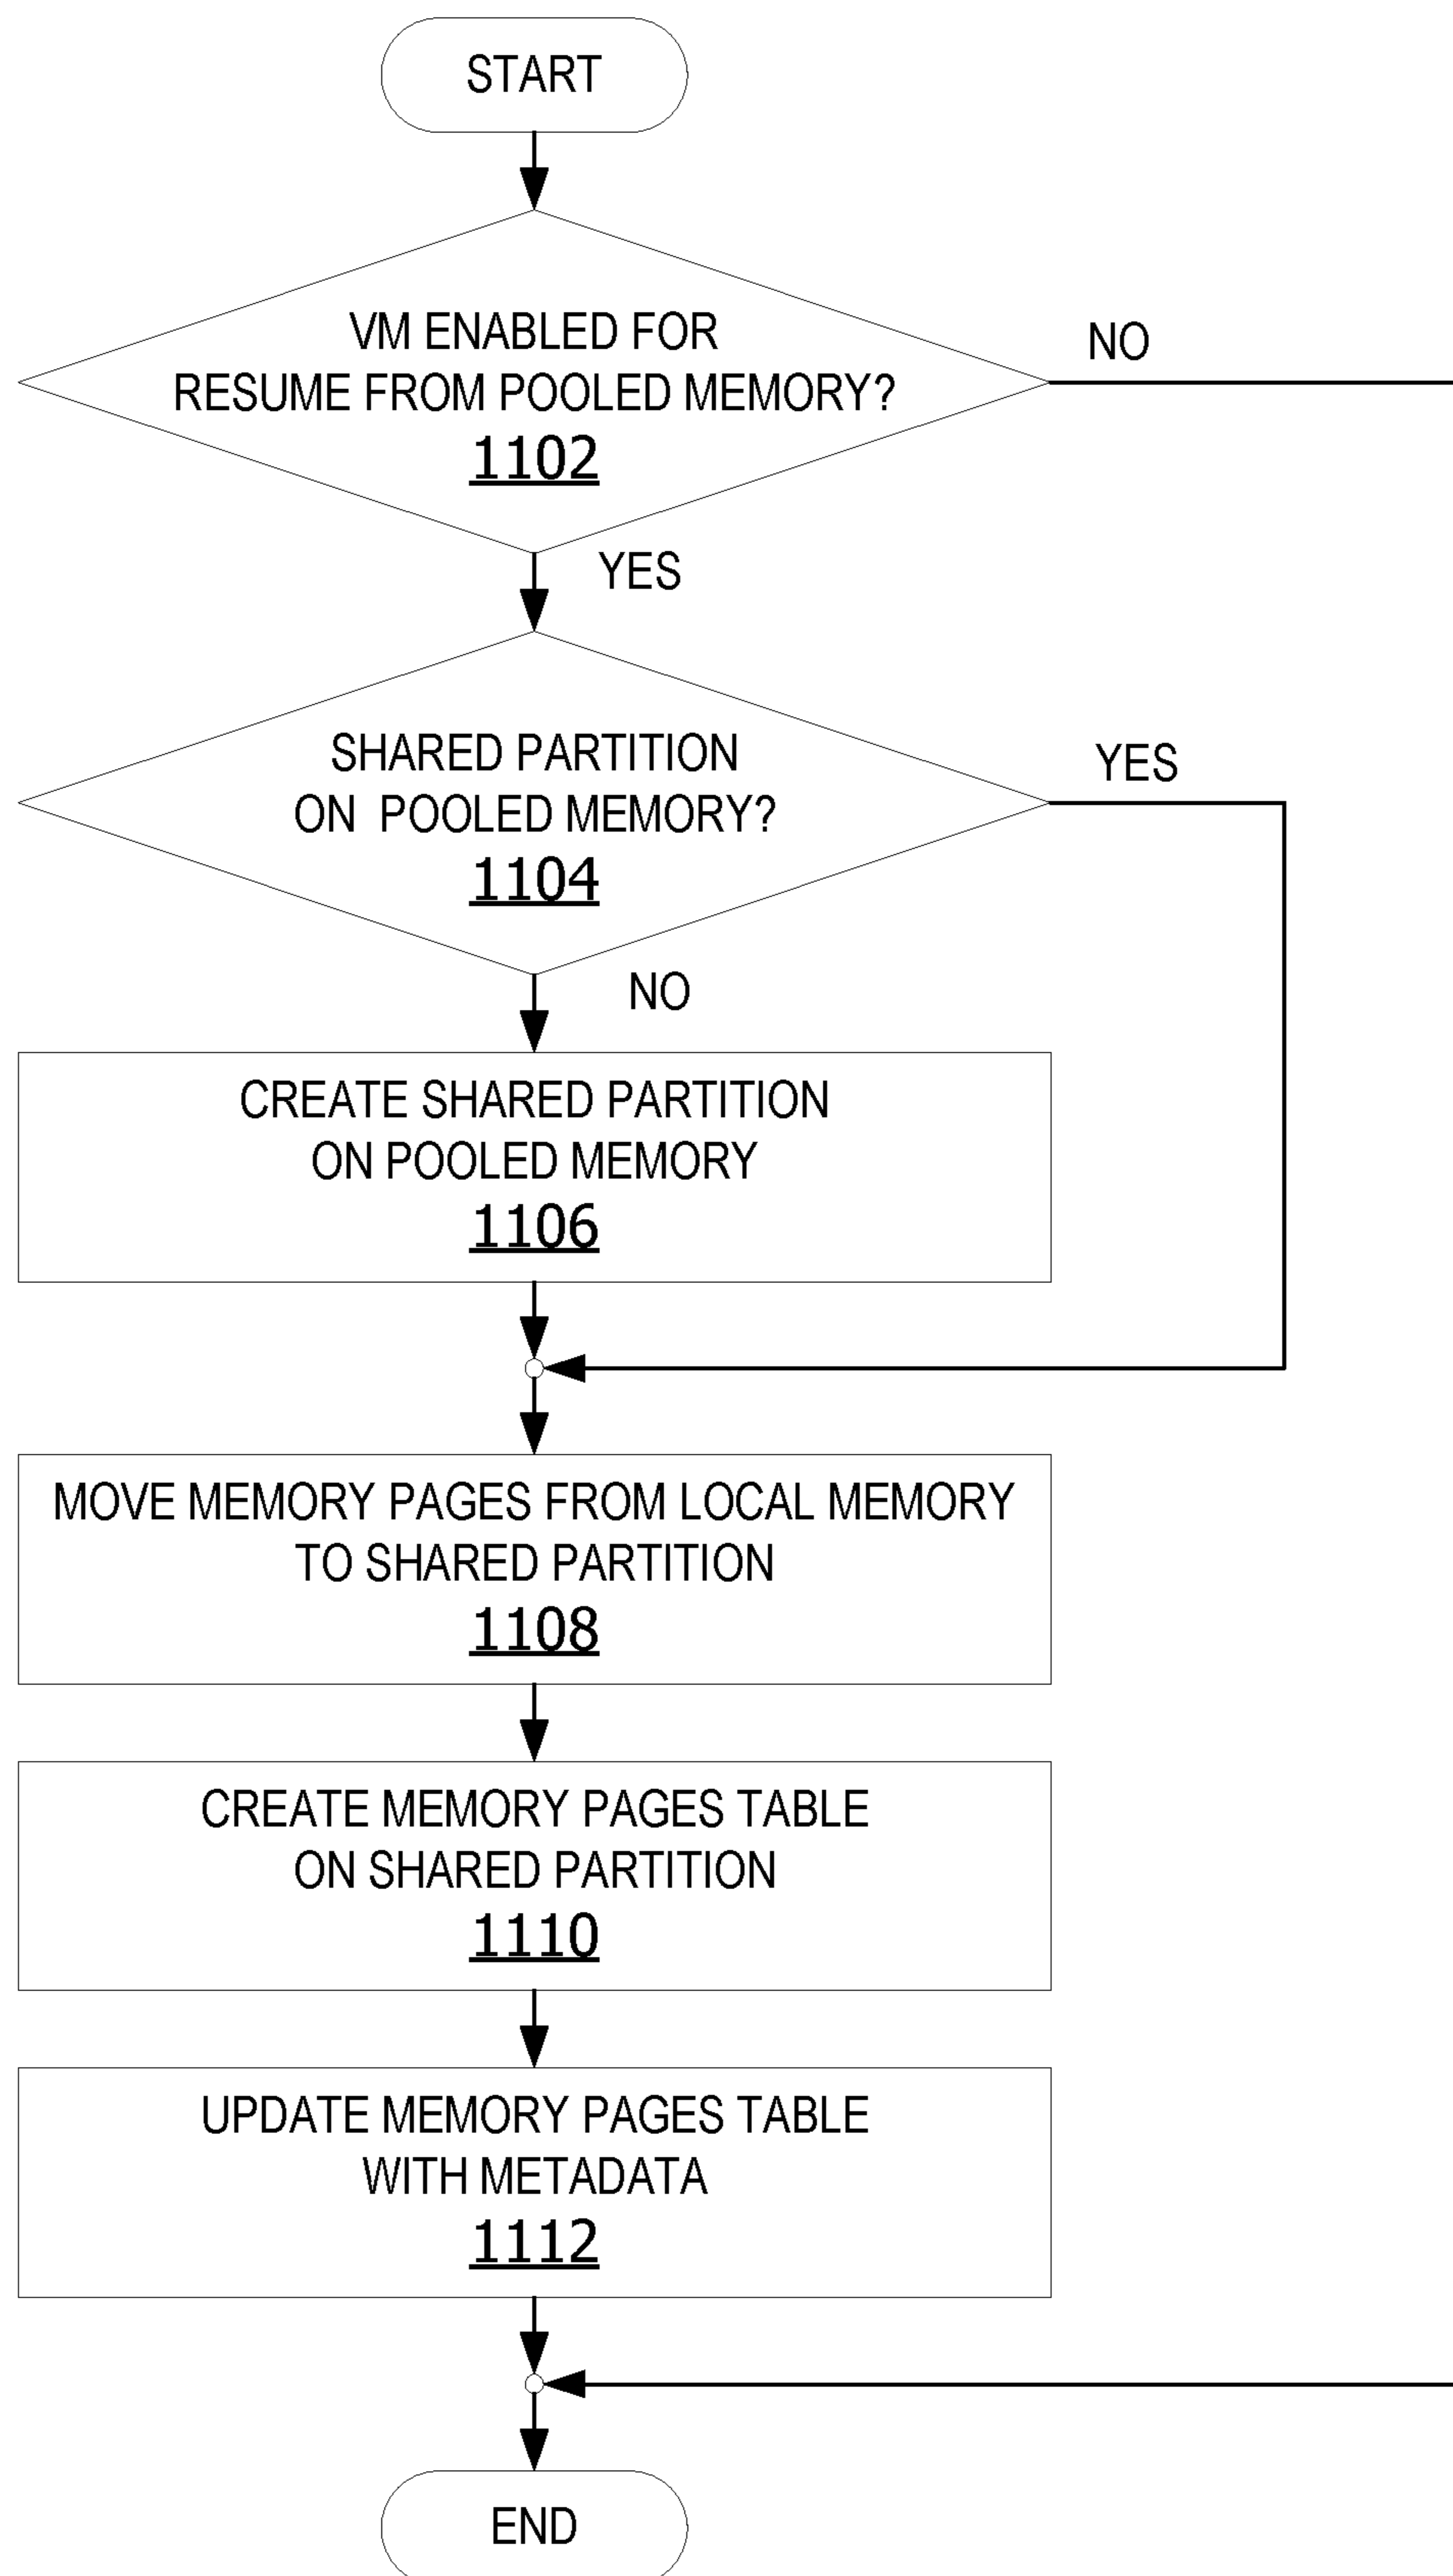 START
VM ENABLED FOR
RESUME FROM POOLED MEMORY?
1102
NO
YES
SHARED PARTITION
ON POOLED MEMORY?
1104
YES
NO
CREATE SHARED PARTITION
ON POOLED MEMORY
1106
MOVE MEMORY PAGES FROM LOCAL MEMORY
TO SHARED PARTITION
1108
CREATE MEMORY PAGES TABLE
ON SHARED PARTITION
1110
UPDATE MEMORY PAGES TABLE
WITH METADATA
1112
END